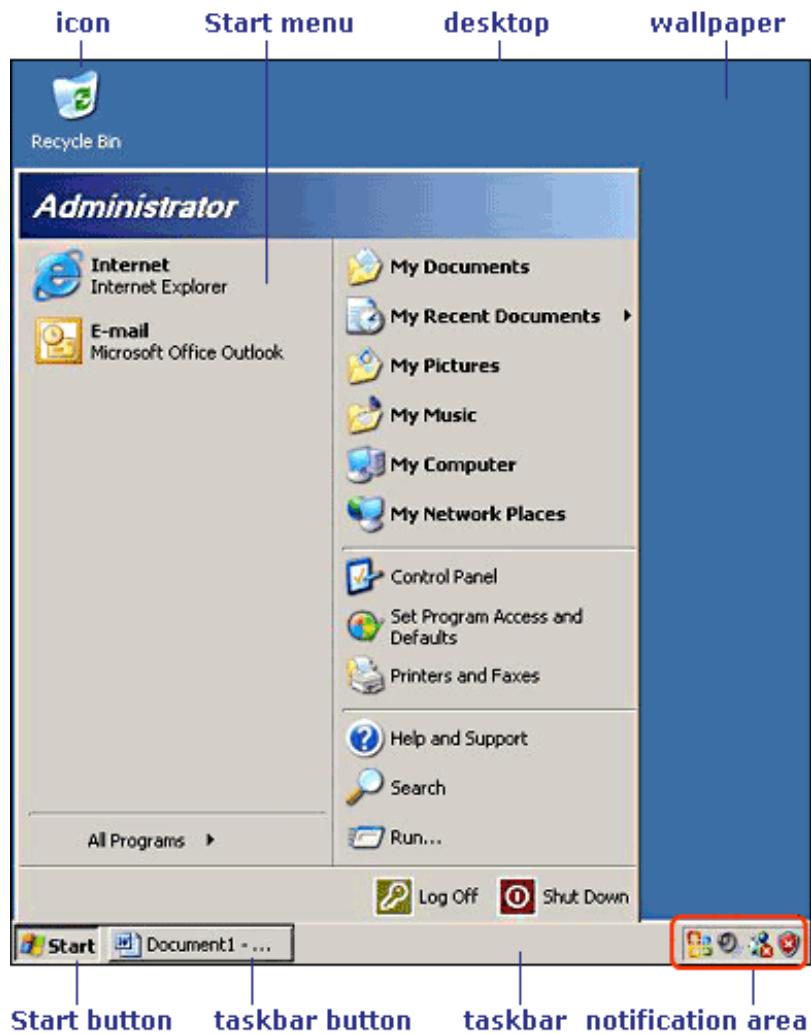 icon Start menu desktop wallpaper
Recycle Bin
Administrator
Internet
Internet Explorer
E-mail
Microsoft Office Outlook
All Programs
My Documents
My Recent Documents
My Pictures
My Music
My Computer
My Network Places
Control Panel
Set Program Access and
Defaults
Printers and Faxes
Help and Support
Search
Run...
Log Off Shut Down
Start Document1 - ...
Start button taskbar button taskbar notification area